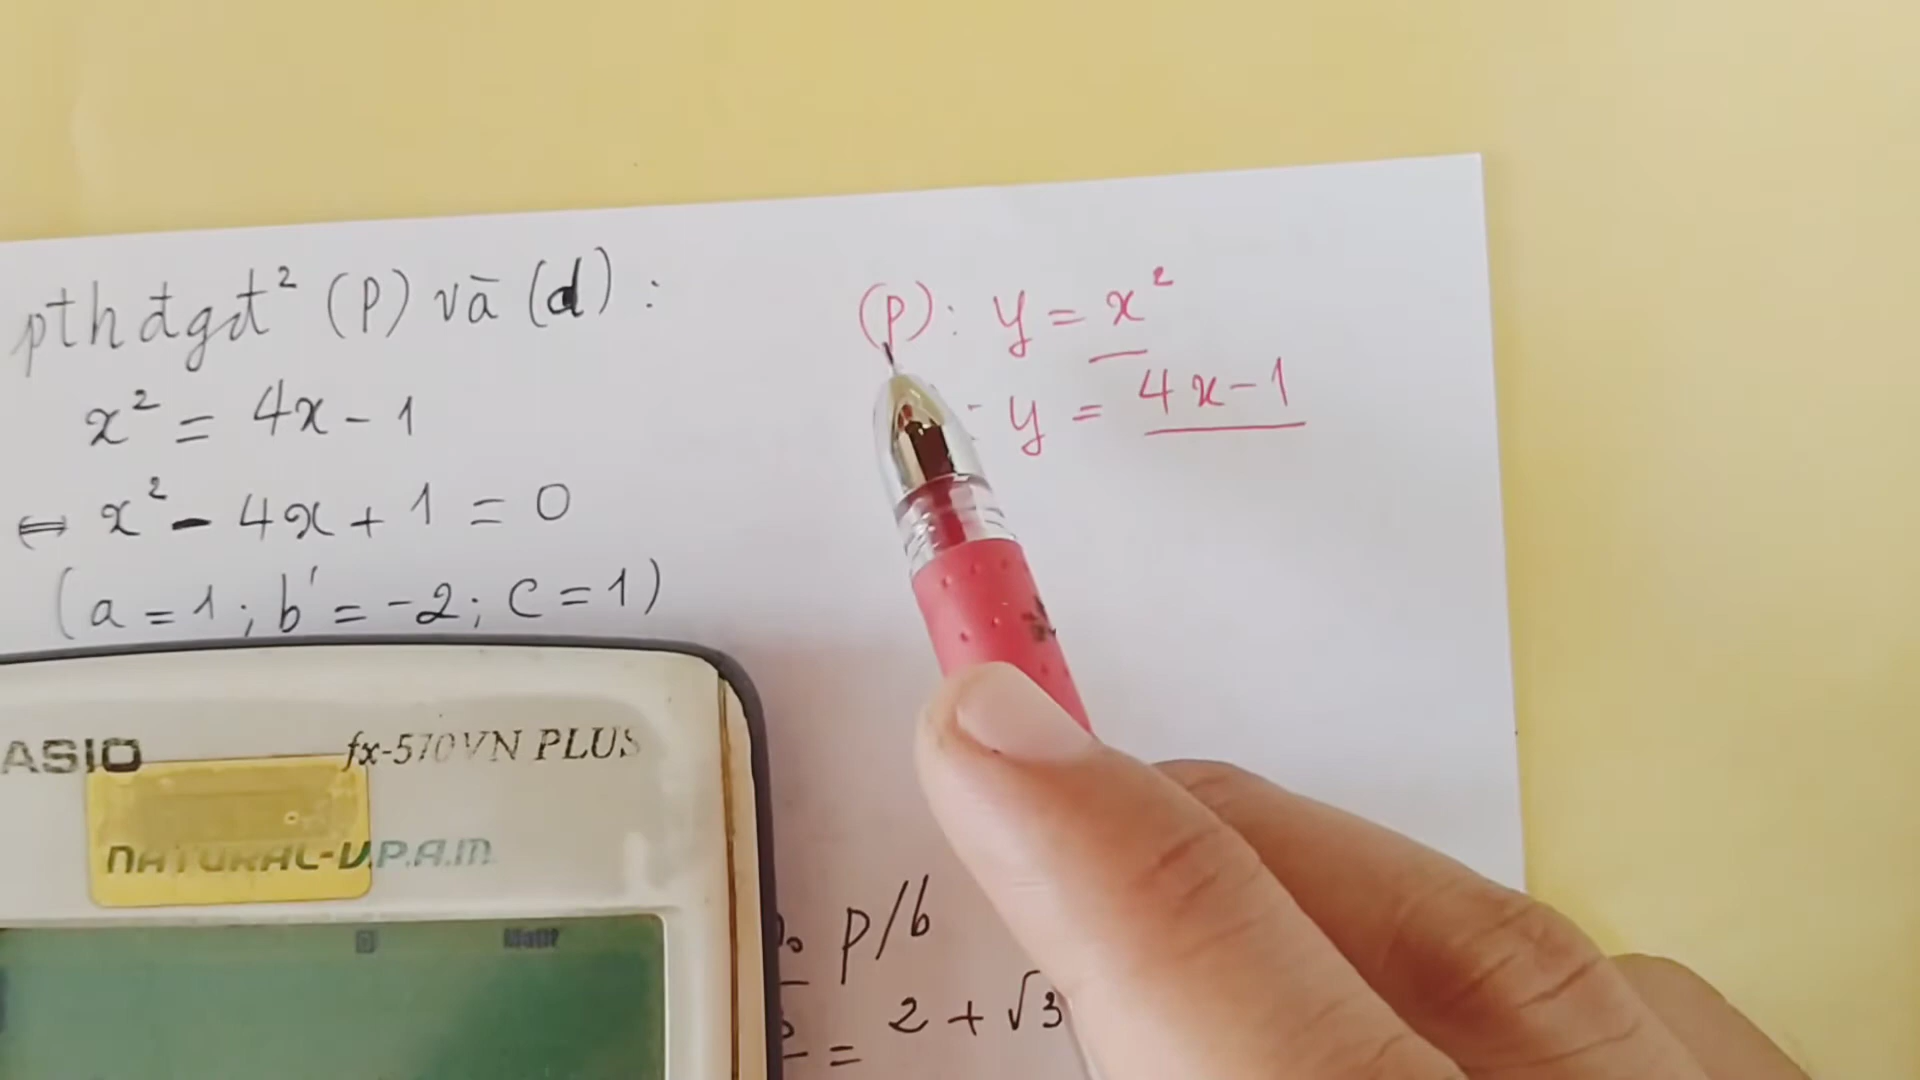 pthđgđ² (P) và (d) :
x² = 4x - 1
⇔ x² - 4x + 1 = 0
(a = 1 ; b' = -2 ; c = 1)
(P) : y = x²
: y = 4x - 1
ASIO
fx-570VN PLUS
NATURAL-V.P.A.M.
D Math
p/b
= 2 + √3